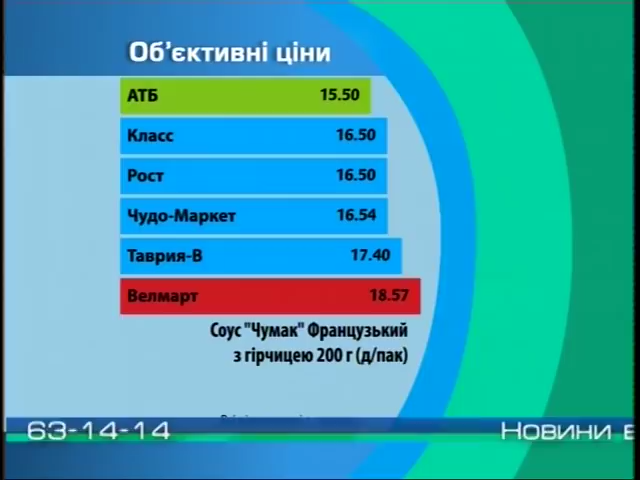 Об'єктивні ціни
АТБ 15.50
Класс 16.50
Рост 16.50
Чудо-Маркет 16.54
Таврия-В 17.40
Велмарт 18.57
Соус "Чумак" Французький
з гірчицею 200 г (д/пак)
63-14-14 Новини